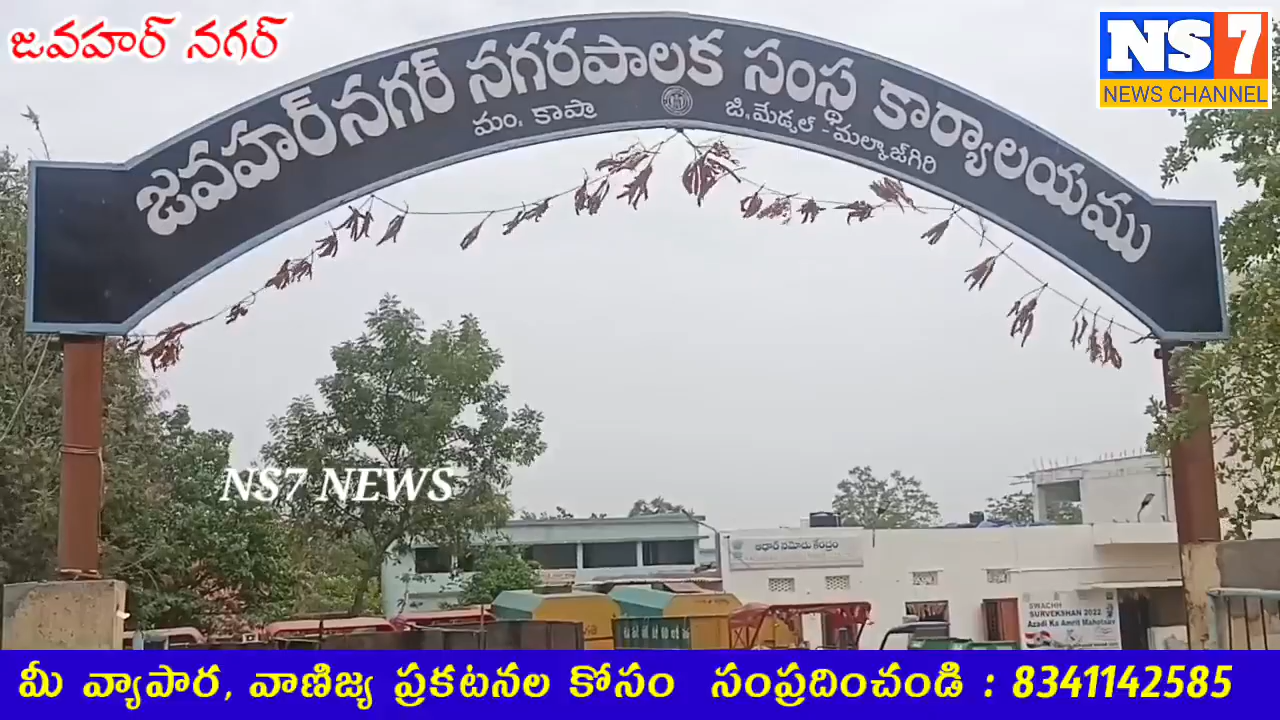 జవహర్ నగర్
NS7
NEWS CHANNEL
జవహర్‌నగర్ నగరపాలక సంస్థ కార్యాలయము
మం. కాప్రా
జి.మేడ్చల్ - మల్కాజ్‌గిరి
NS7 NEWS
ఆధార్ నమోదు కేంద్రం
SWACHH
SURVEKSHAN 2022
Azadi Ka Amrit Mahotsav
మీ వ్యాపార, వాణిజ్య ప్రకటనల కోసం సంప్రదించండి : 8341142585